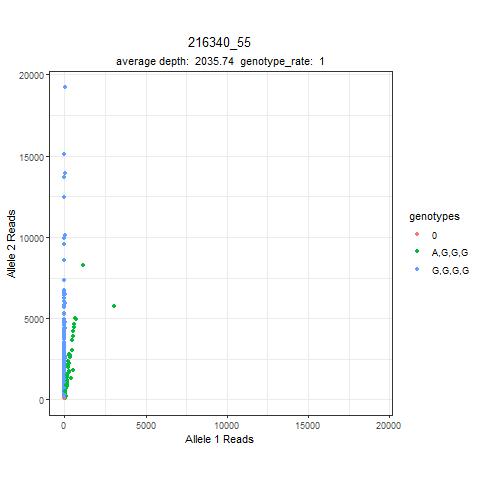 216340_55
average depth: 2035.74 genotype_rate: 1
20000
15000
10000
5000
0
Allele 2 Reads
0 5000 10000 15000 20000
Allele 1 Reads
genotypes
0
A,G,G,G
G,G,G,G